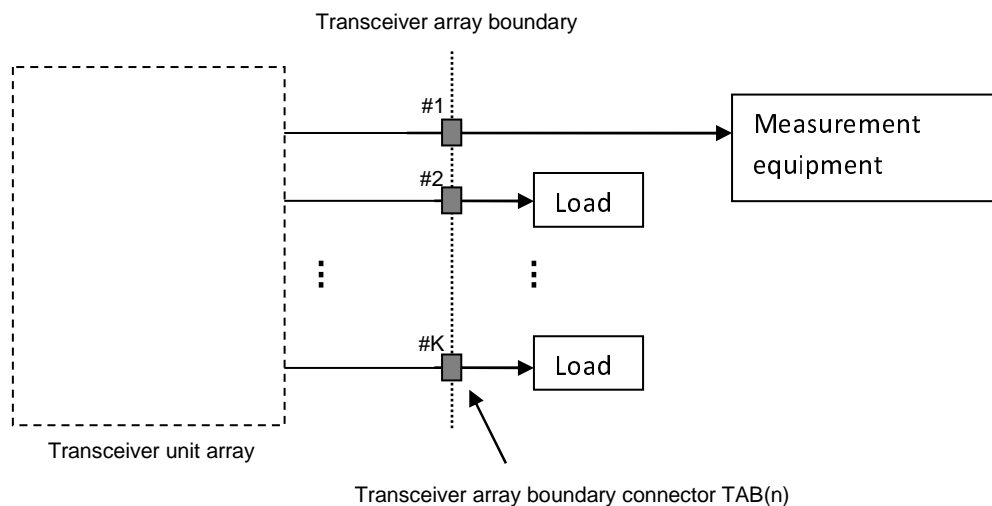 Transceiver array boundary
#1
Measurement
equipment
#2
Load
#K
Load
Transceiver unit array
Transceiver array boundary connector TAB(n)